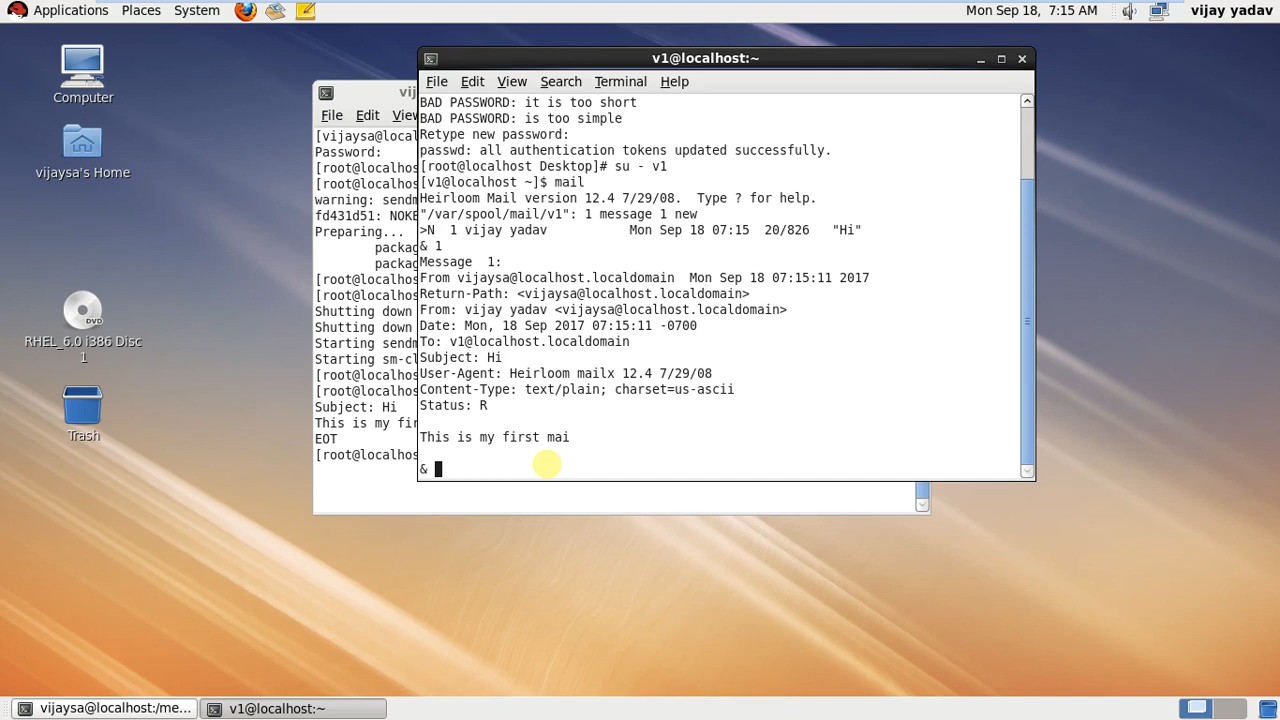 Applications Places System
Mon Sep 18, 7:15 AM
vijay yadav
Computer
vijaysa's Home
RHEL_6.0 i386 Disc
1
Trash
File Edit
[vijaysa@local
Password:
[root@localhos
[root@localhos
warning: sendm
fd431d51: NOKE
Preparing...
packag
packag
[root@localhos
[root@localhos
Shutting down
Shutting down
Starting sendm
Starting sm-cl
[root@localhos
[root@localhos
Subject: Hi
This is my fir
EOT
[root@localhos
v1@localhost:~
File Edit View Search Terminal Help
BAD PASSWORD: it is too short
BAD PASSWORD: is too simple
Retype new password:
passwd: all authentication tokens updated successfully.
[root@localhost Desktop]# su - v1
[v1@localhost ~]$ mail
Heirloom Mail version 12.4 7/29/08.  Type ? for help.
"/var/spool/mail/v1": 1 message 1 new
>N  1 vijay yadav           Mon Sep 18 07:15  20/826   "Hi"
& 1
Message  1:
From vijaysa@localhost.localdomain  Mon Sep 18 07:15:11 2017
Return-Path: <vijaysa@localhost.localdomain>
From: vijay yadav <vijaysa@localhost.localdomain>
Date: Mon, 18 Sep 2017 07:15:11 -0700
To: v1@localhost.localdomain
Subject: Hi
User-Agent: Heirloom mailx 12.4 7/29/08
Content-Type: text/plain; charset=us-ascii
Status: R
This is my first mai
&
vijaysa@localhost:/me...
v1@localhost:~